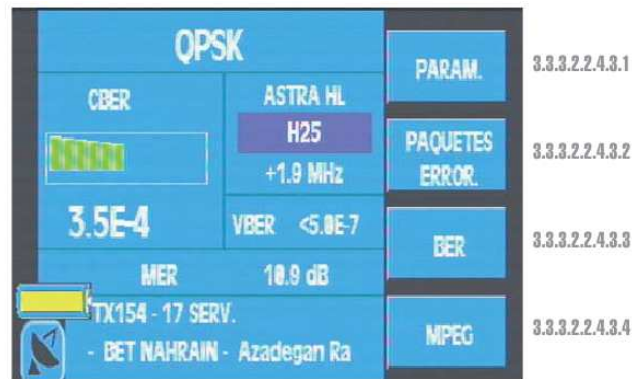 QPSK
CBER
3.5E-4
ASTRA HL
H25
+1.9 MHz
VBER <5.0E-7
MER 10.9 dB
TX154 - 17 SERV.
- BET NAHRAIN - Azadegan Ra
PARAM.
PAQUETES
ERROR.
BER
MPEG
3.3.3.2.2.4.3.1
3.3.3.2.2.4.3.2
3.3.3.2.2.4.3.3
3.3.3.2.2.4.3.4